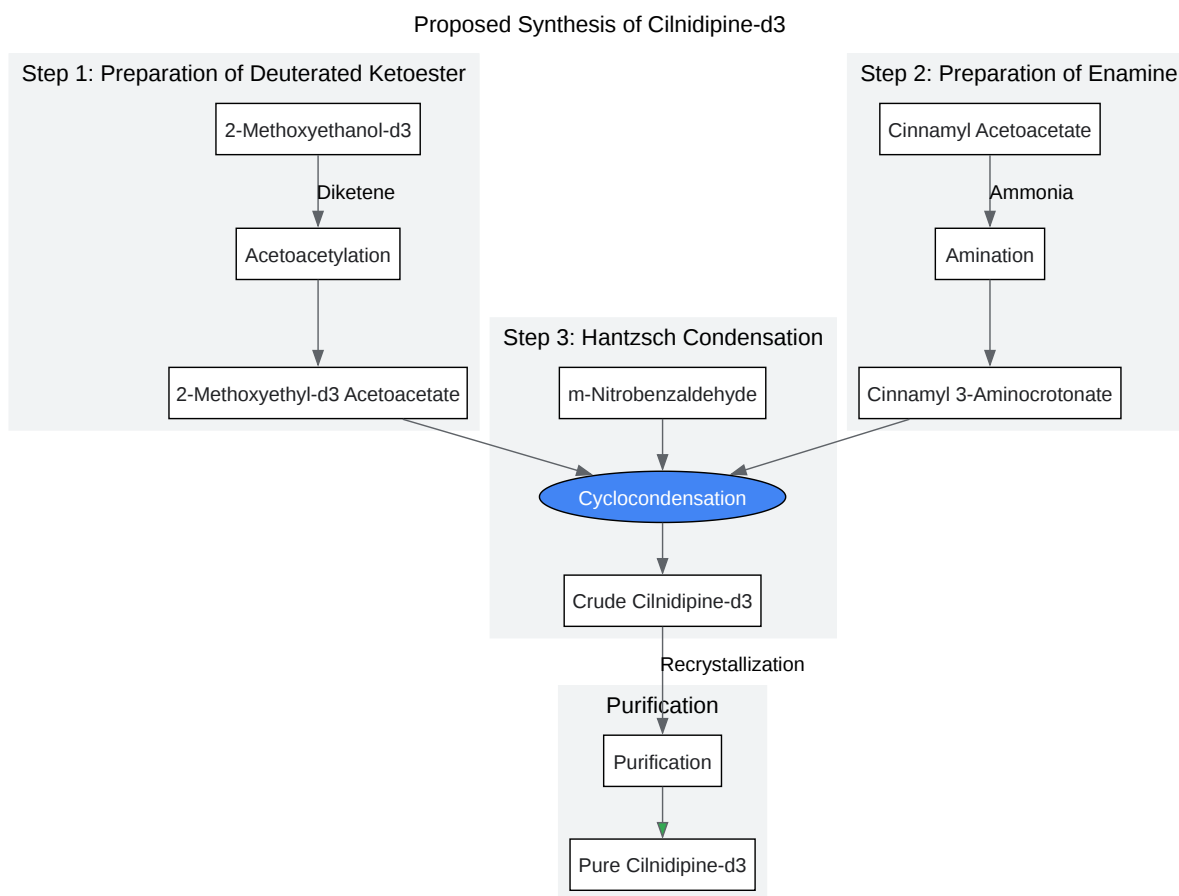 Proposed Synthesis of Cilnidipine-d3
Step 1: Preparation of Deuterated Ketoester
2-Methoxyethanol-d3
Diketene
Acetoacetylation
2-Methoxyethyl-d3 Acetoacetate
Step 2: Preparation of Enamine
Cinnamyl Acetoacetate
Ammonia
Amination
Cinnamyl 3-Aminocrotonate
Step 3: Hantzsch Condensation
m-Nitrobenzaldehyde
Cyclocondensation
Crude Cilnidipine-d3
Recrystallization
Purification
Purification
Pure Cilnidipine-d3